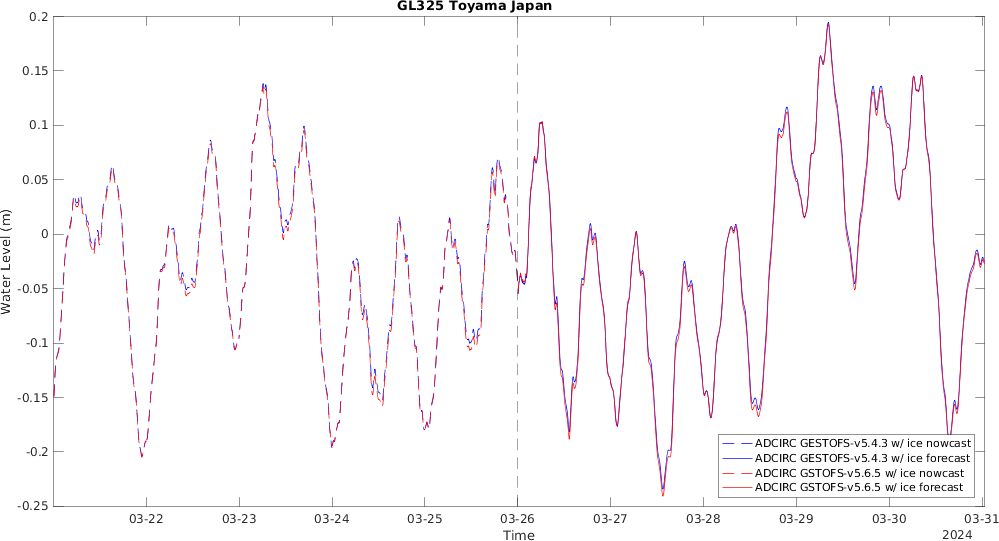 GL325 Toyama Japan
0.2
0.15
0.1
0.05
0
-0.05
-0.1
-0.15
-0.2
-0.25
Water Level (m)
ADCIRC GESTOFS-v5.4.3 w/ ice nowcast
ADCIRC GESTOFS-v5.4.3 w/ ice forecast
ADCIRC GSTOFS-v5.6.5 w/ ice nowcast
ADCIRC GSTOFS-v5.6.5 w/ ice forecast
03-22 03-23 03-24 03-25 03-26 03-27 03-28 03-29 03-30 03-31
Time
2024